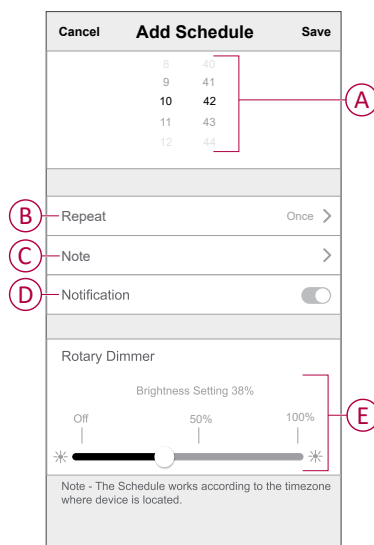 Cancel Add Schedule Save
8 40
9 41
10 42
11 43
12 44
A
B Repeat Once
C Note
D Notification
Rotary Dimmer
Brightness Setting 38%
Off 50% 100%
E
Note - The Schedule works according to the timezone
where device is located.